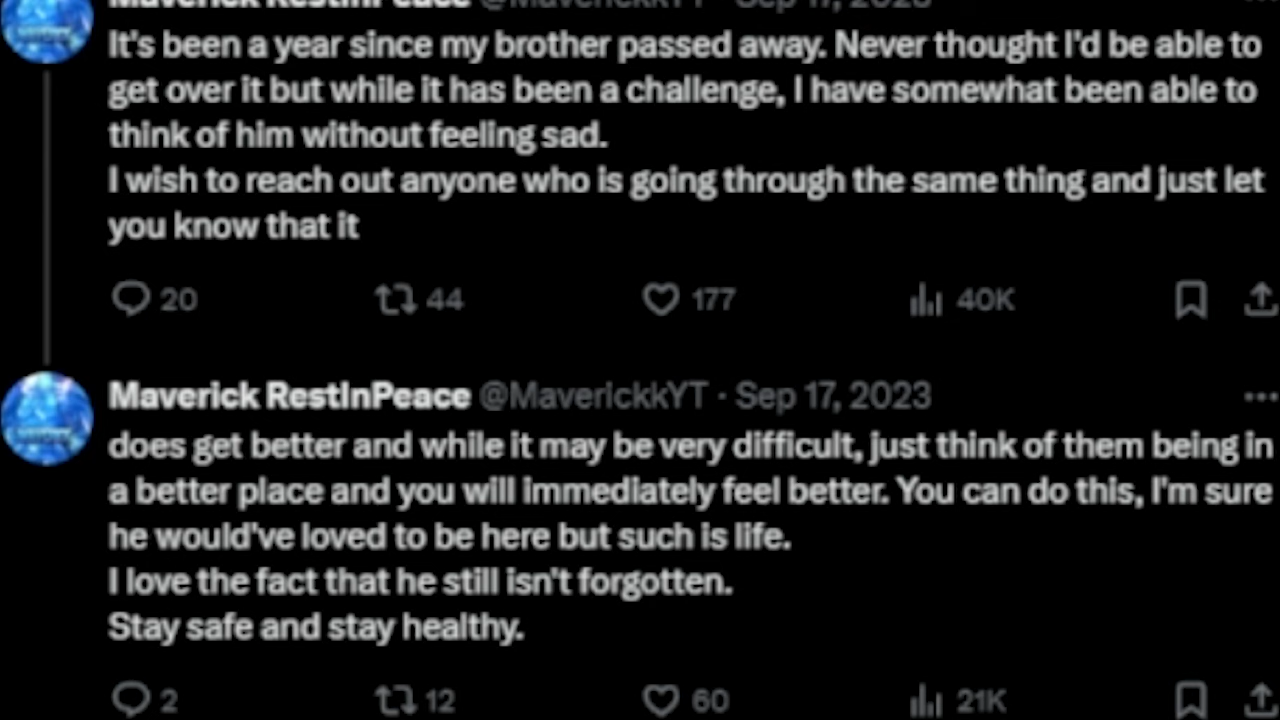 Maverick RestInPeace @MaverickkYT · Sep 17, 2023
It's been a year since my brother passed away. Never thought I'd be able to
get over it but while it has been a challenge, I have somewhat been able to
think of him without feeling sad.
I wish to reach out anyone who is going through the same thing and just let
you know that it
20 44 177 40K
Maverick RestInPeace @MaverickkYT · Sep 17, 2023
does get better and while it may be very difficult, just think of them being in
a better place and you will immediately feel better. You can do this, I'm sure
he would've loved to be here but such is life.
I love the fact that he still isn't forgotten.
Stay safe and stay healthy.
2 12 60 21K